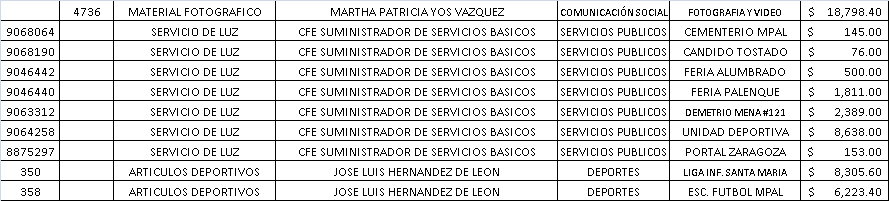 4736 MATERIAL FOTOGRAFICO MARTHA PATRICIA YOS VAZQUEZ COMUNICACIÓN SOCIAL FOTOGRAFIA Y VIDEO $ 18,798.40
9068064 SERVICIO DE LUZ CFE SUMINISTRADOR DE SERVICIOS BASICOS SERVICIOS PUBLICOS CEMENTERIO MPAL $ 145.00
9068190 SERVICIO DE LUZ CFE SUMINISTRADOR DE SERVICIOS BASICOS SERVICIOS PUBLICOS CANDIDO TOSTADO $ 76.00
9046442 SERVICIO DE LUZ CFE SUMINISTRADOR DE SERVICIOS BASICOS SERVICIOS PUBLICOS FERIA ALUMBRADO $ 500.00
9046440 SERVICIO DE LUZ CFE SUMINISTRADOR DE SERVICIOS BASICOS SERVICIOS PUBLICOS FERIA PALENQUE $ 1,811.00
9063312 SERVICIO DE LUZ CFE SUMINISTRADOR DE SERVICIOS BASICOS SERVICIOS PUBLICOS DEMETRIO MENA #121 $ 2,389.00
9064258 SERVICIO DE LUZ CFE SUMINISTRADOR DE SERVICIOS BASICOS SERVICIOS PUBLICOS UNIDAD DEPORTIVA $ 8,638.00
8875297 SERVICIO DE LUZ CFE SUMINISTRADOR DE SERVICIOS BASICOS SERVICIOS PUBLICOS PORTAL ZARAGOZA $ 153.00
350 ARTICULOS DEPORTIVOS JOSE LUIS HERNANDEZ DE LEON DEPORTES LIGA INF. SANTA MARIA $ 8,305.60
358 ARTICULOS DEPORTIVOS JOSE LUIS HERNANDEZ DE LEON DEPORTES ESC. FUTBOL MPAL $ 6,223.40